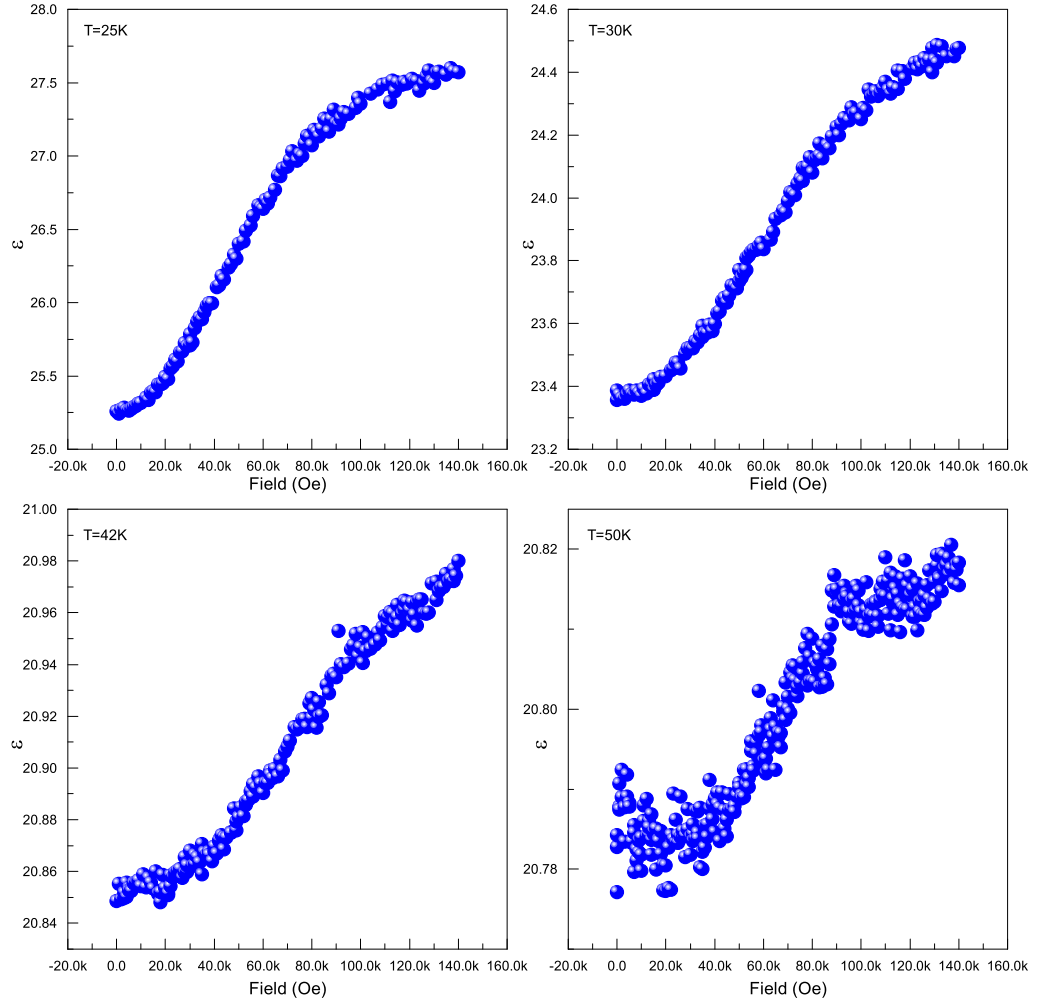 28.0
27.5
27.0
26.5
26.0
25.5
25.0
ε
T=25K
-20.0k 0.0 20.0k 40.0k 60.0k 80.0k 100.0k 120.0k 140.0k 160.0k
Field (Oe)
24.6
24.4
24.2
24.0
23.8
23.6
23.4
23.2
ε
T=30K
-20.0k 0.0 20.0k 40.0k 60.0k 80.0k 100.0k 120.0k 140.0k 160.0k
Field (Oe)
21.00
20.98
20.96
20.94
20.92
20.90
20.88
20.86
20.84
ε
T=42K
-20.0k 0.0 20.0k 40.0k 60.0k 80.0k 100.0k 120.0k 140.0k 160.0k
Field (Oe)
20.82
20.80
20.78
ε
T=50K
-20.0k 0.0 20.0k 40.0k 60.0k 80.0k 100.0k 120.0k 140.0k 160.0k
Field (Oe)